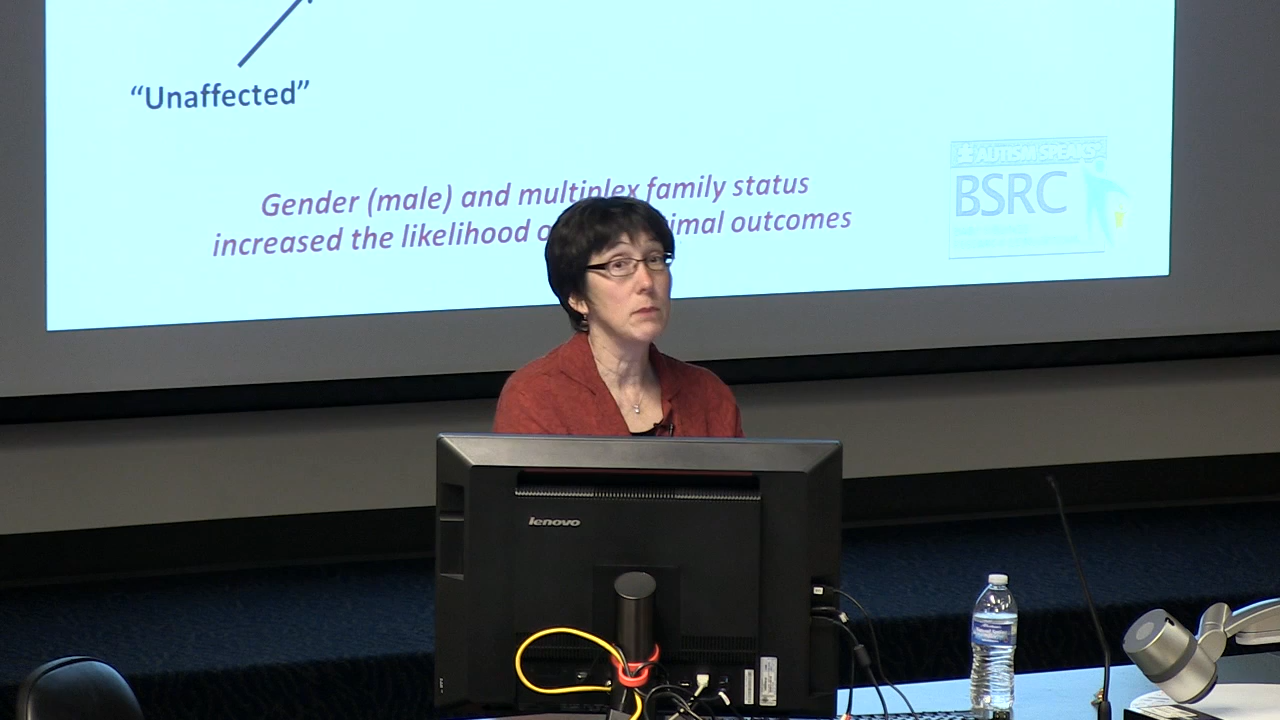 “Unaffected”
AUTISM SPEAKS
BSRC
Gender (male) and multiplex family status
increased the likelihood o imal outcomes
lenovo